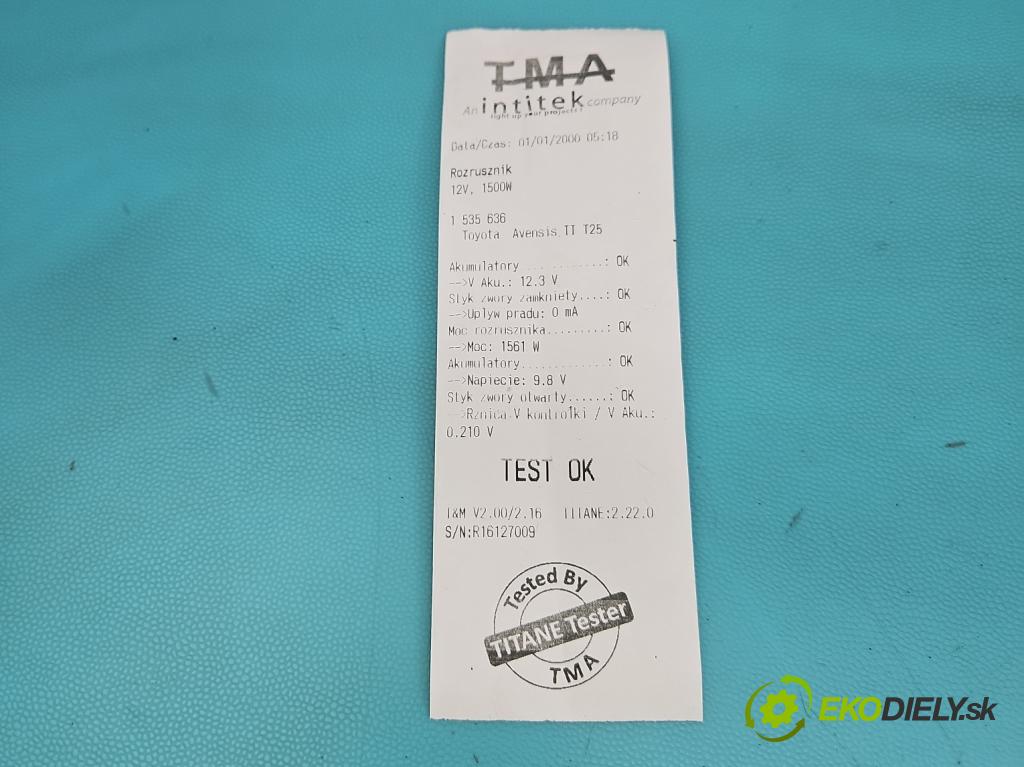 TMA
An intitek company
light up your projects!
Data/Czas: 01/01/2000 05:18
Rozrusznik
12V, 1500W
1 535 636
Toyota Avensis II T25
Akumulatory ...........: OK
-->V Aku.: 12.3 V
Styk zwory zamkniety....: OK
-->Uplyw pradu: 0 mA
Moc rozrusznika.........: OK
-->Moc: 1561 W
Akumulatory............: OK
-->Napiecie: 9.8 V
Styk zwory otwarty......: OK
-->Rznica V kontrolki / V Aku.:
0.210 V
TEST OK
I&M V2.00/2.16 TITANE:2.22.0
S/N:R16127009
Tested By
TITANE Tester
TMA
EKODIELY.sk